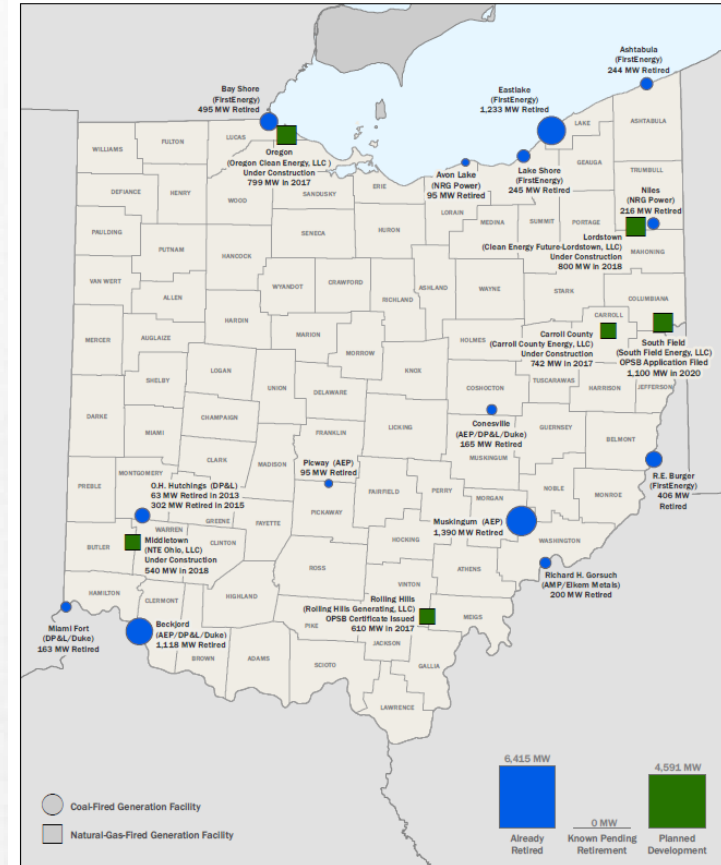 Ashtabula
(FirstEnergy)
244 MW Retired
Bay Shore
(FirstEnergy)
495 MW Retired
Eastlake
(FirstEnergy)
1,233 MW Retired
LAKE
ASHTABULA
LUCAS
FULTON
WILLIAMS
Oregon
(Oregon Clean Energy, LLC )
Under Construction
799 MW in 2017
Avon Lake
(NRG Power)
95 MW Retired
Lake Shore
(FirstEnergy)
245 MW Retired
GEAUGA
TRUMBULL
Niles
(NRG Power)
216 MW Retired
DEFIANCE
HENRY
WOOD
SANDUSKY
ERIE
LORAIN
MEDINA
SUMMIT
PORTAGE
Lordstown
(Clean Energy Future-Lordstown, LLC)
Under Construction
800 MW in 2018
MAHONING
PAULDING
PUTNAM
SENECA
HURON
HANCOCK
VAN WERT
ALLEN
WYANDOT
CRAWFORD
RICHLAND
ASHLAND
WAYNE
STARK
COLUMBIANA
CARROLL
HARDIN
MERCER
AUGLAIZE
MARION
MORROW
HOLMES
Carroll County
(Carroll County Energy, LLC)
Under Construction
742 MW in 2017
South Field
(South Field Energy, LLC)
OPSB Application Filed
1,100 MW in 2020
SHELBY
LOGAN
UNION
DELAWARE
KNOX
COSHOCTON
TUSCARAWAS
HARRISON
JEFFERSON
DARKE
MIAMI
CHAMPAIGN
FRANKLIN
LICKING
Conesville
(AEP/DP&L/Duke)
165 MW Retired
MUSKINGUM
GUERNSEY
BELMONT
CLARK
MADISON
Picway (AEP)
95 MW Retired
PREBLE
MONTGOMERY
O.H. Hutchings (DP&L)
63 MW Retired in 2013
302 MW Retired in 2015
GREENE
FAYETTE
PICKAWAY
FAIRFIELD
PERRY
MORGAN
NOBLE
MONROE
R.E. Burger
(FirstEnergy)
406 MW
Retired
Muskingum (AEP)
1,390 MW Retired
WASHINGTON
BUTLER
WARREN
CLINTON
Middletown
(NTE Ohio, LLC)
Under Construction
540 MW in 2018
ROSS
HOCKING
ATHENS
VINTON
Richard H. Gorsuch
(AMP/Elkem Metals)
200 MW Retired
HAMILTON
CLERMONT
HIGHLAND
Rolling Hills
(Rolling Hills Generating, LLC)
OPSB Certificate Issued
610 MW in 2017
PIKE
MEIGS
Miami Fort
(DP&L/Duke)
163 MW Retired
Beckjord
(AEP/DP&L/Duke)
1,118 MW Retired
BROWN
ADAMS
SCIOTO
JACKSON
GALLIA
LAWRENCE
6,415 MW
0 MW
4,591 MW
Already
Retired
Known Pending
Retirement
Planned
Development
Coal-Fired Generation Facility
Natural-Gas-Fired Generation Facility